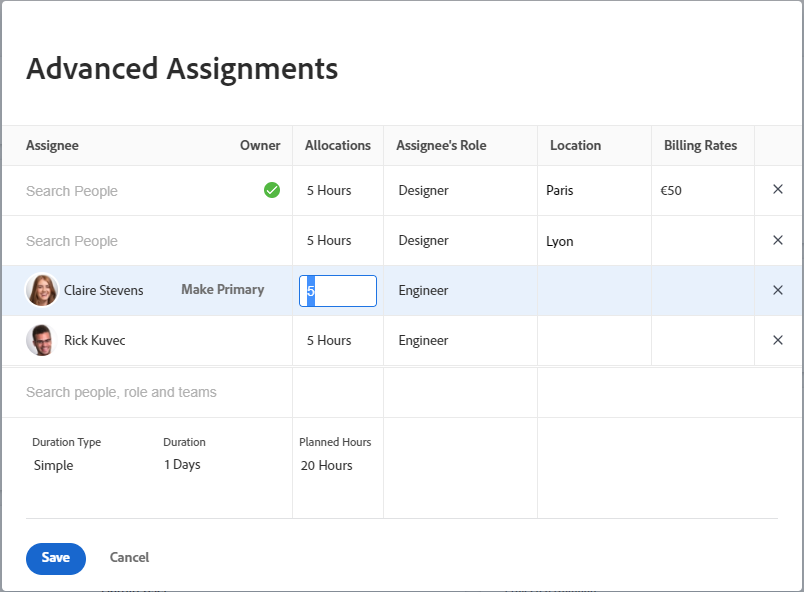 Advanced Assignments
Assignee Owner Allocations Assignee's Role Location Billing Rates
Search People 5 Hours Designer Paris €50
Search People 5 Hours Designer Lyon
Claire Stevens Make Primary 5 Engineer
Rick Kuvec 5 Hours Engineer
Search people, role and teams
Duration Type Duration Planned Hours
Simple 1 Days 20 Hours
Save Cancel